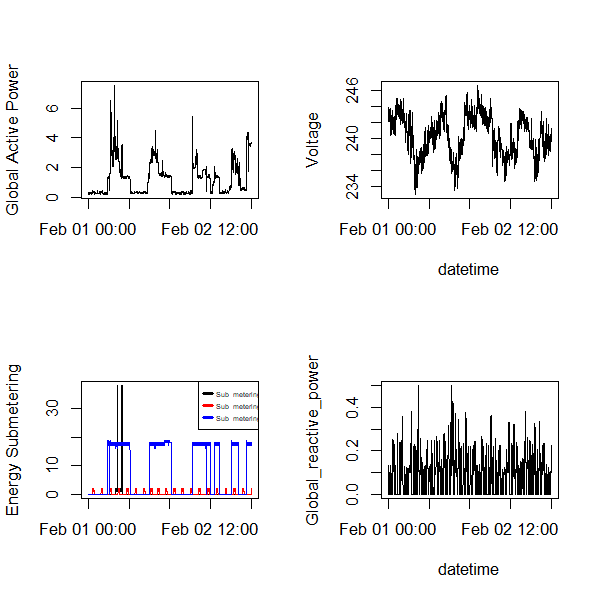 Global Active Power
0 2 4 6
Feb 01 00:00 Feb 02 12:00
Voltage
234 240 246
Feb 01 00:00 Feb 02 12:00
datetime
Energy Submetering
0 10 30
Sub_metering
Sub_metering
Sub_metering
Feb 01 00:00 Feb 02 12:00
Global_reactive_power
0.0 0.2 0.4
Feb 01 00:00 Feb 02 12:00
datetime